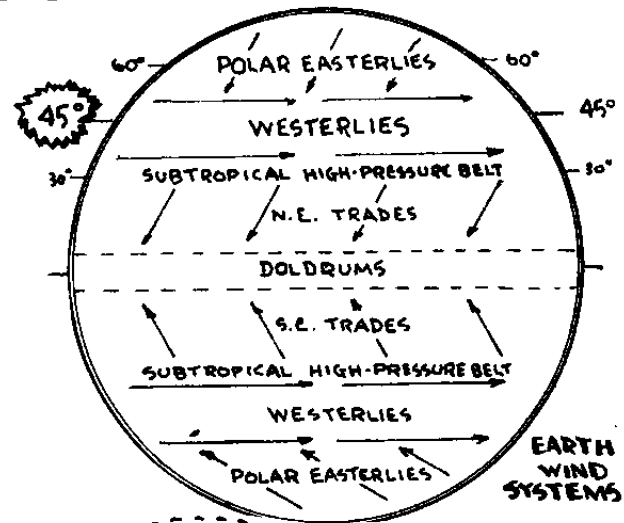 60° POLAR EASTERLIES 60°
45° WESTERLIES 45°
30° SUBTROPICAL HIGH-PRESSURE BELT 30°
N.E. TRADES
DOLDRUMS
S.E. TRADES
SUBTROPICAL HIGH-PRESSURE BELT
WESTERLIES
POLAR EASTERLIES
EARTH
WIND
SYSTEMS